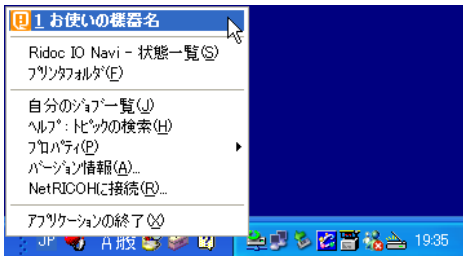 1 お使いの機器名
Ridoc IO Navi - 状態一覧(S)
プリンタフォルダ(F)
自分のジョブ一覧(J)
ヘルプ:トピックの検索(H)
プロパティ(P)
バージョン情報(A)...
NetRICOHに接続(R)...
アプリケーションの終了(X)
JP A般 19:35